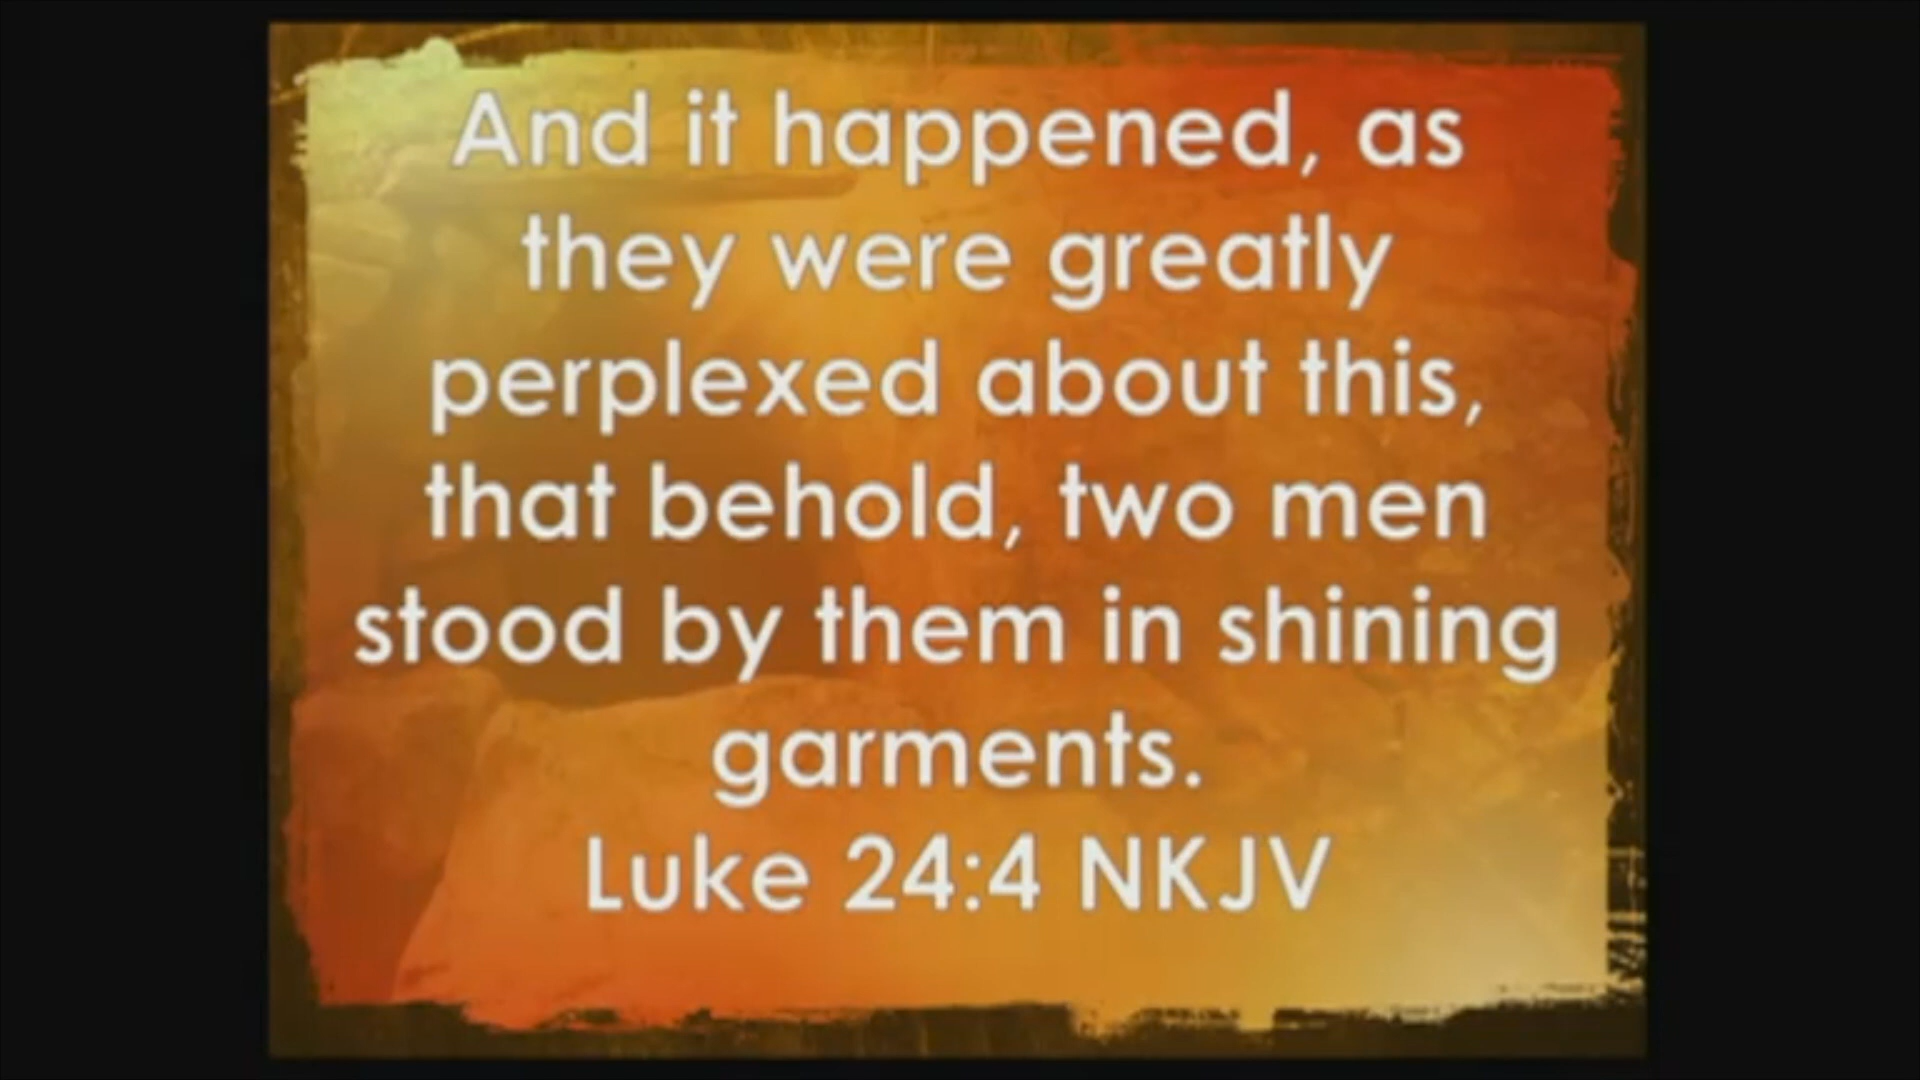 And it happened, as
they were greatly
perplexed about this,
that behold, two men
stood by them in shining
garments.
Luke 24:4 NKJV